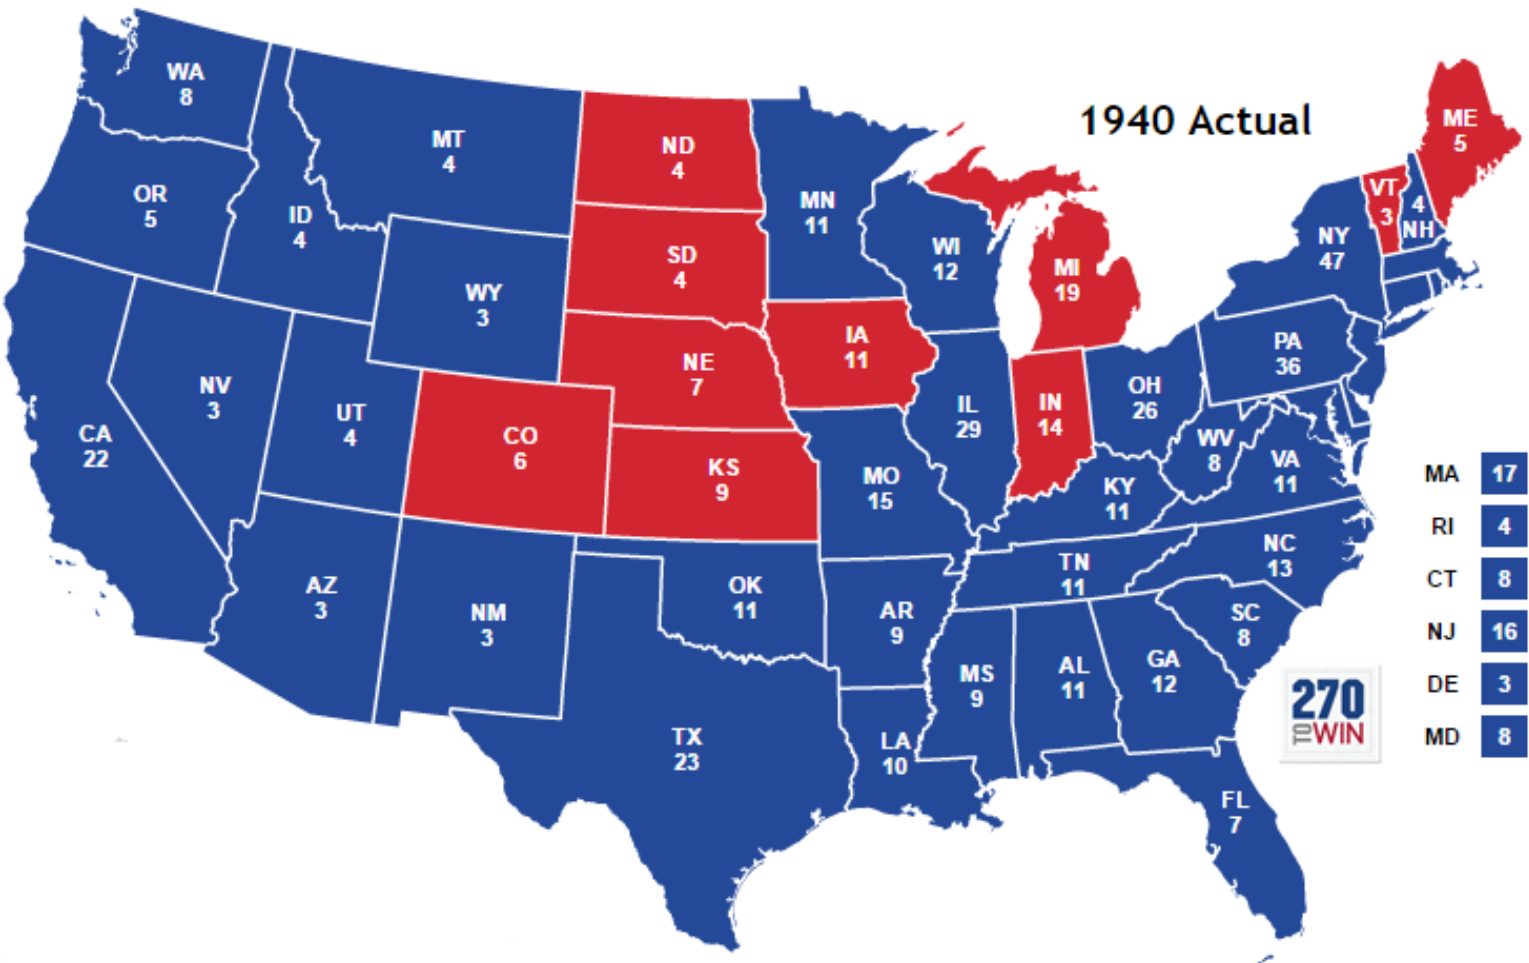 1940 Actual
WA
8
OR
5
ID
4
MT
4
ND
4
MN
11
SD
4
WY
3
NE
7
IA
11
WI
12
MI
19
NY
47
VT
3
4
NH
ME
5
CA
22
NV
3
UT
4
CO
6
KS
9
MO
15
IL
29
IN
14
OH
26
PA
36
WV
8
VA
11
KY
11
NC
13
TN
11
SC
8
AZ
3
NM
3
OK
11
AR
9
MS
9
AL
11
GA
12
TX
23
LA
10
FL
7
MA 17
RI 4
CT 8
NJ 16
DE 3
MD 8
270
TO WIN